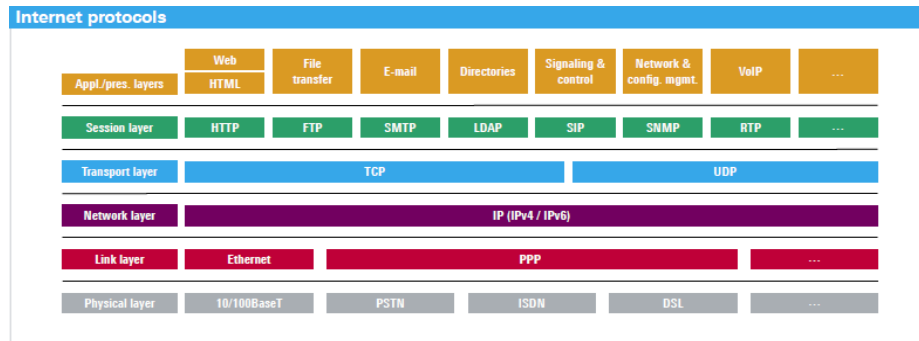 Internet protocols
Appl./pres. layers
Web
HTML
File
transfer
E-mail
Directories
Signaling &
control
Network &
config. mgmt.
VoIP
...
Session layer HTTP FTP SMTP LDAP SIP SNMP RTP ...
Transport layer TCP UDP
Network layer IP (IPv4 / IPv6)
Link layer Ethernet PPP ...
Physical layer 10/100BaseT PSTN ISDN DSL ...